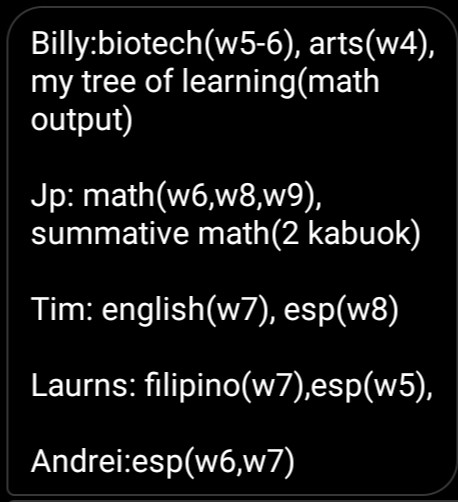 Billy:biotech(w5-6), arts(w4),
my tree of learning(math
output)
Jp: math(w6,w8,w9),
summative math(2 kabuok)
Tim: english(w7), esp(w8)
Laurns: filipino(w7),esp(w5),
Andrei:esp(w6,w7)